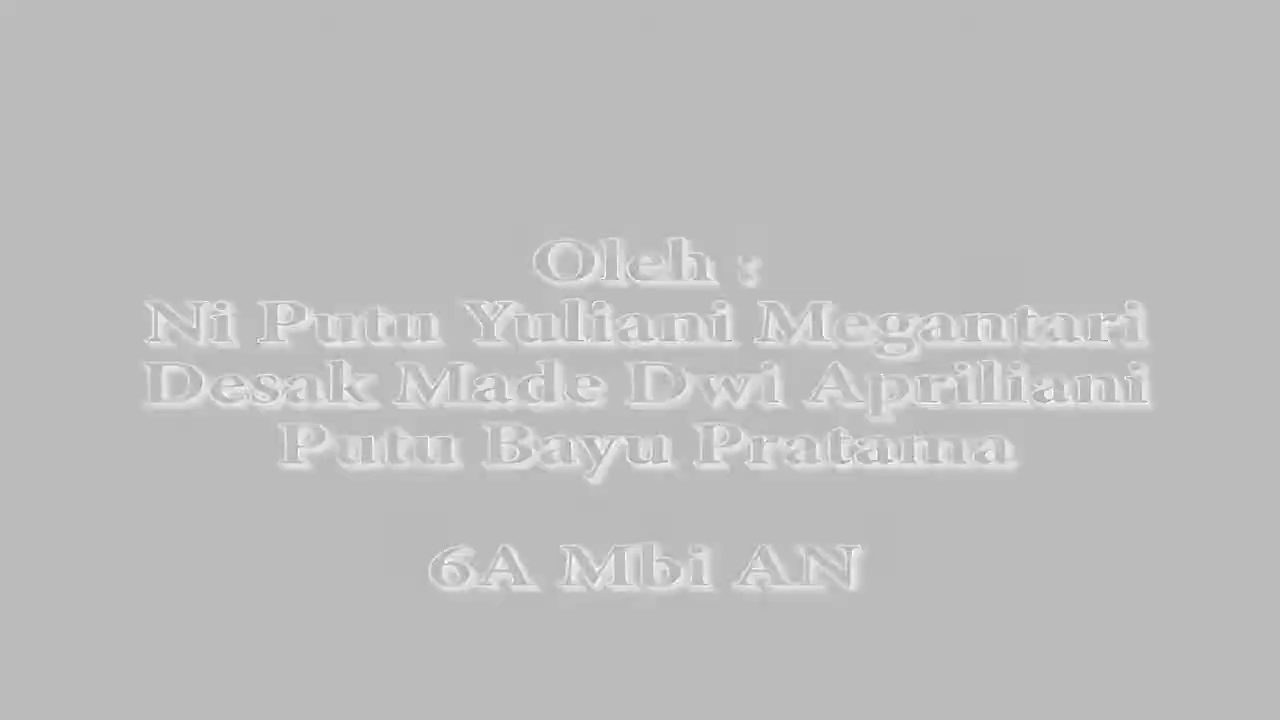 Oleh :
Ni Putu Yuliani Megantari
Desak Made Dwi Apriliani
Putu Bayu Pratama
6A Mbi AN